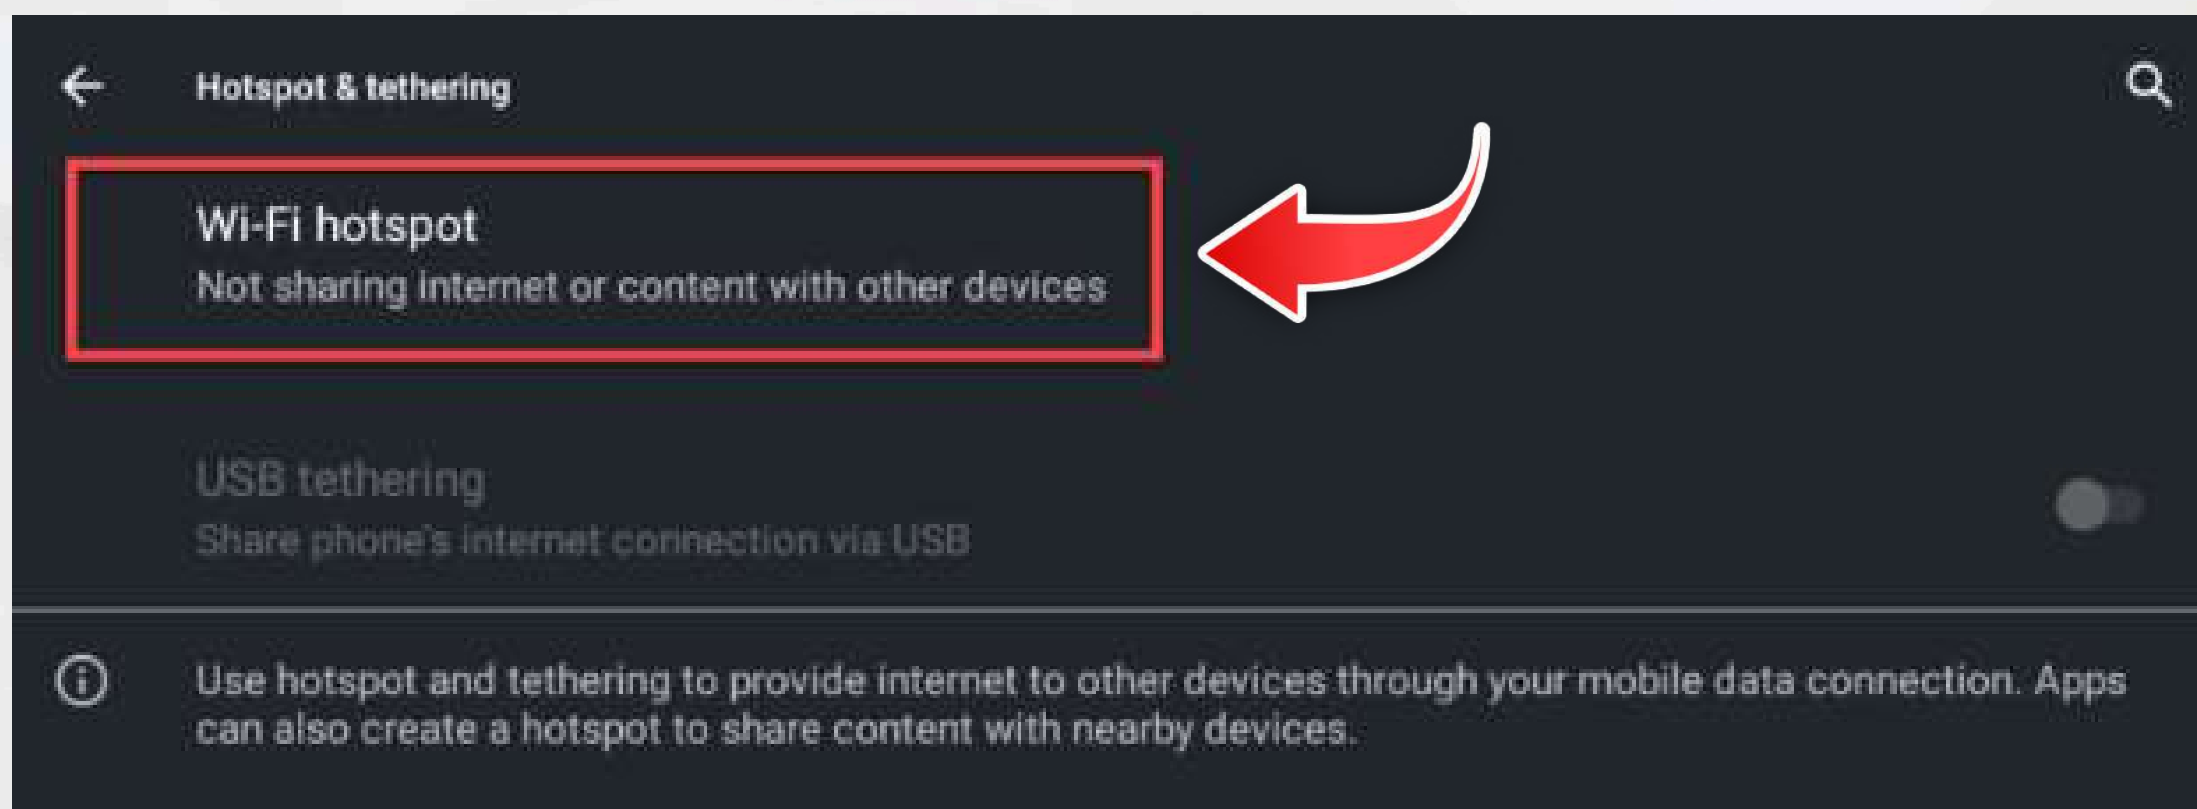 Hotspot & tethering
Wi-Fi hotspot
Not sharing internet or content with other devices
USB tethering
Share phone's internet connection via USB
Use hotspot and tethering to provide internet to other devices through your mobile data connection. Apps
can also create a hotspot to share content with nearby devices.